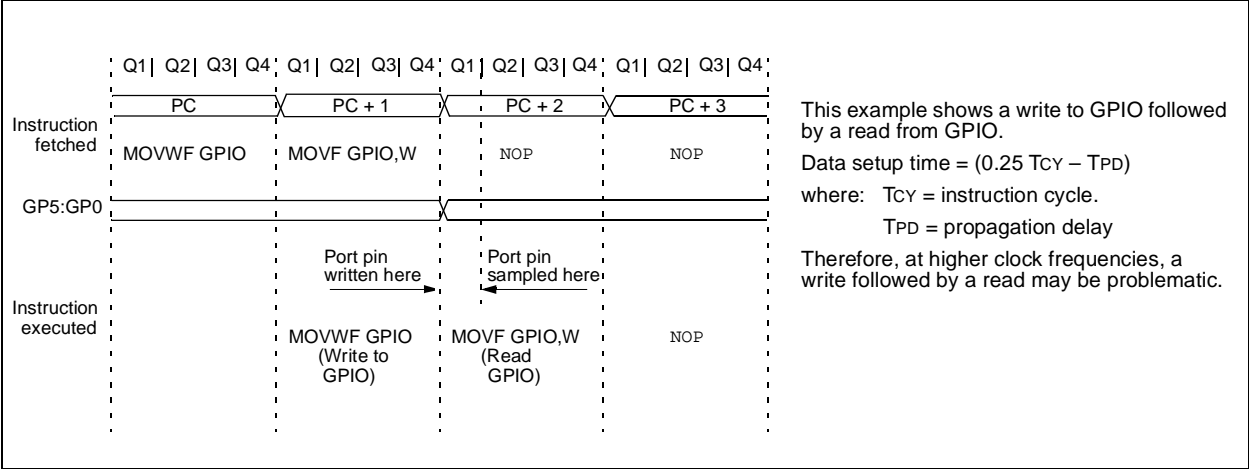 Q1| Q2| Q3| Q4 Q1| Q2| Q3| Q4 Q1| Q2| Q3| Q4 Q1| Q2| Q3| Q4
Instruction
fetched
PC PC + 1 PC + 2 PC + 3
MOVWF GPIO MOVF GPIO,W NOP NOP
GP5:GP0
Port pin
written here
Port pin
sampled here
Instruction
executed
MOVWF GPIO
(Write to
GPIO)
MOVF GPIO,W
(Read
GPIO)
NOP
This example shows a write to GPIO followed
by a read from GPIO.
Data setup time = (0.25 TCY – TPD)
where: TCY = instruction cycle.
TPD = propagation delay
Therefore, at higher clock frequencies, a
write followed by a read may be problematic.